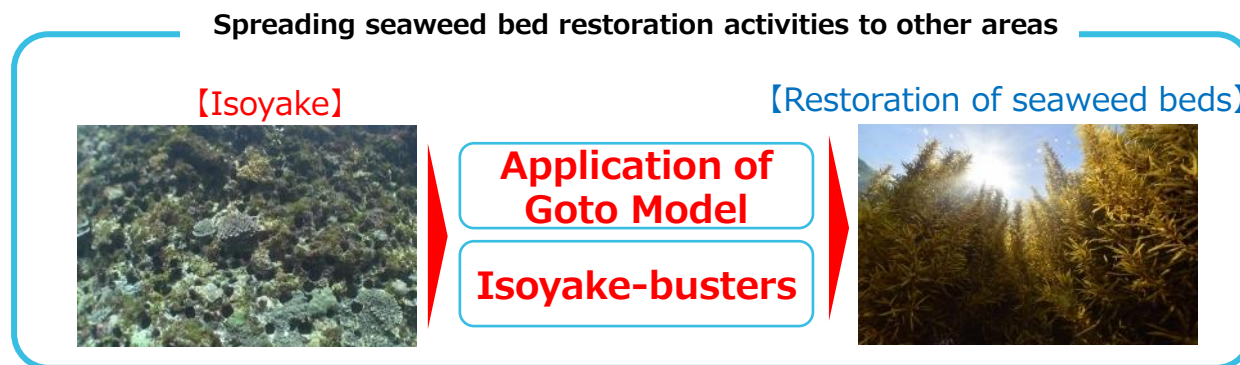 Spreading seaweed bed restoration activities to other areas
【Isoyake】
【Restoration of seaweed beds】
Application of
Goto Model
Isoyake-busters